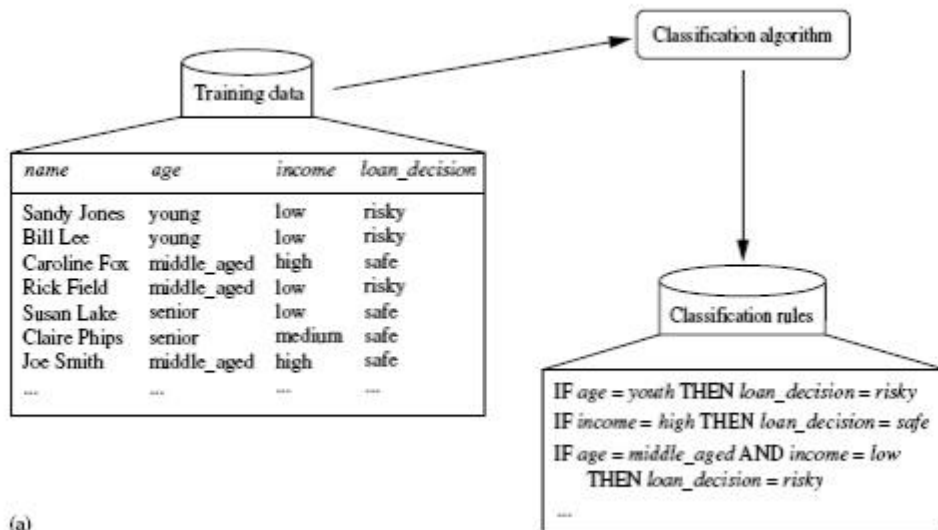 Classification algorithm
Training data
name age income loan_decision
Sandy Jones young low risky
Bill Lee young low risky
Caroline Fox middle_aged high safe
Rick Field middle_aged low risky
Susan Lake senior low safe
Claire Phips senior medium safe
Joe Smith middle_aged high safe
... ... ... ...
Classification rules
IF age = youth THEN loan_decision = risky
IF income = high THEN loan_decision = safe
IF age = middle_aged AND income = low
THEN loan_decision = risky
...
(a)